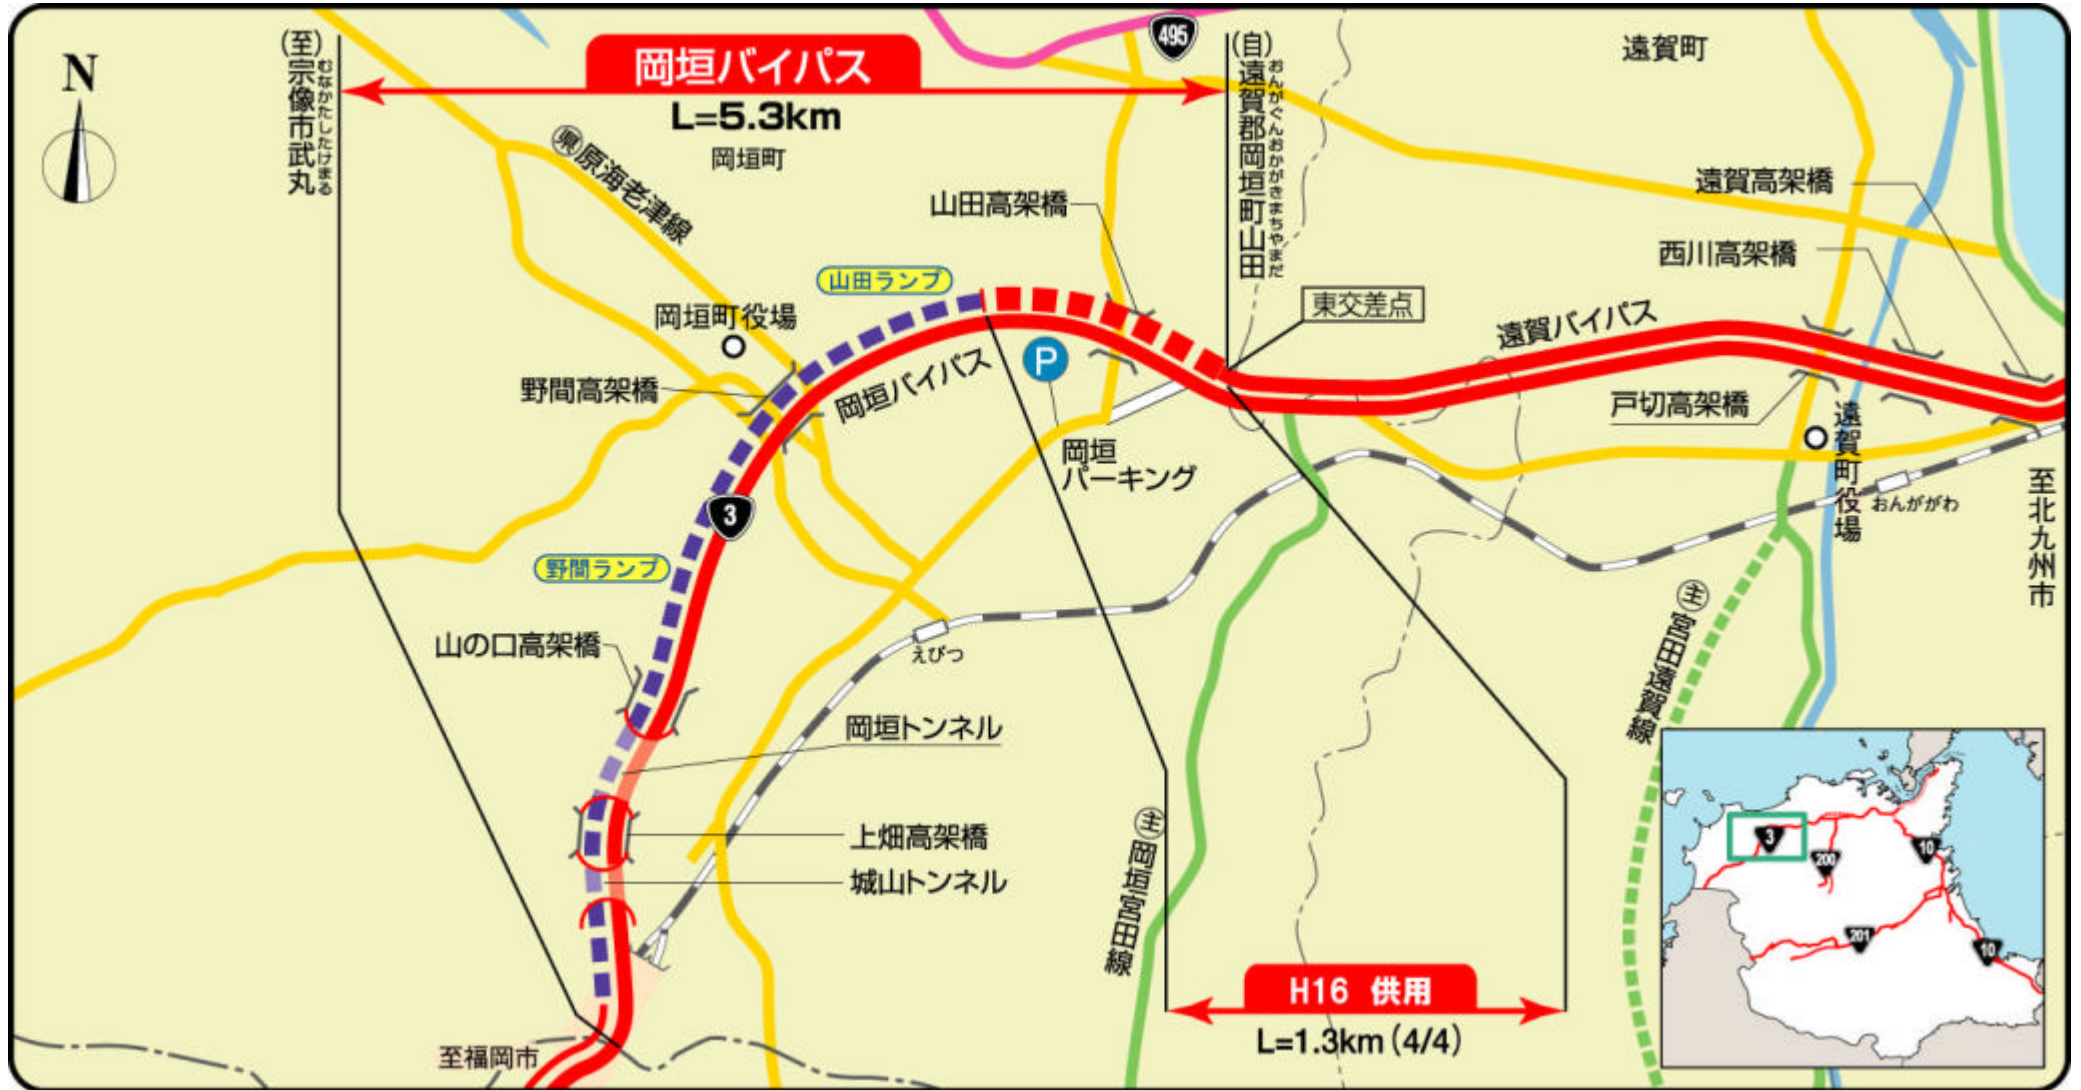 N
(至)宗像市武丸
むなかたしたけまる
岡垣バイパス
L=5.3km
岡垣町
495
(自)遠賀郡岡垣町山田
おんがぐんおかがきまちやまだ
遠賀町
県原海老津線
山田高架橋
遠賀高架橋
西川高架橋
山田ランプ
東交差点
遠賀バイパス
岡垣町役場
野間高架橋
岡垣バイパス
P
岡垣
パーキング
戸切高架橋
遠賀町役場
おんががわ
至北九州市
3
野間ランプ
山の口高架橋
えびつ
主宮田遠賀線
岡垣トンネル
上畑高架橋
城山トンネル
主岡垣宮田線
H16 供用
L=1.3km(4/4)
至福岡市
3
200
10
201
10